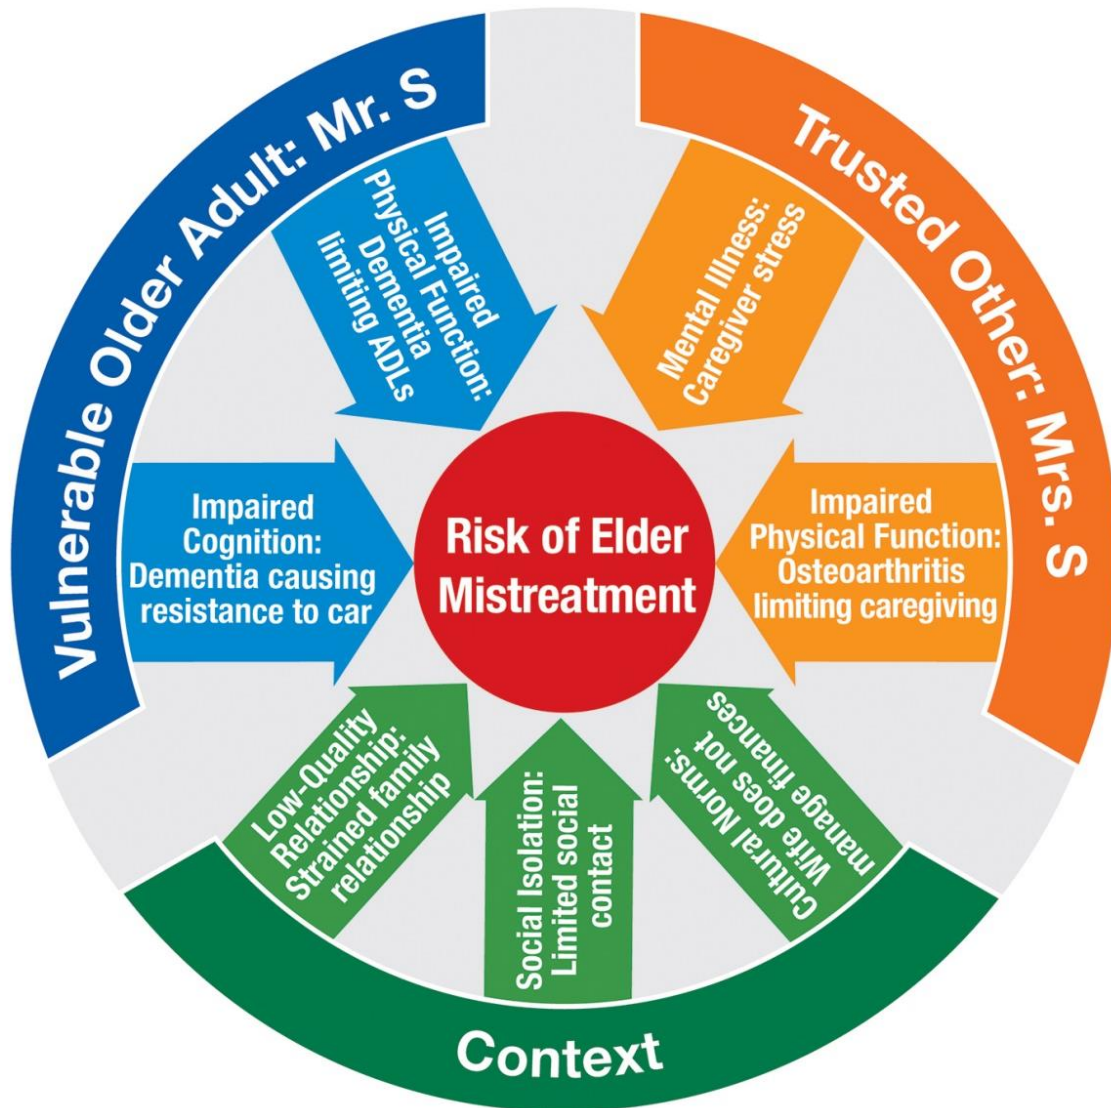 Vulnerable Older Adult: Mr. S
Trusted Other: Mrs. S
Impaired
Physical Function:
Dementia
limiting ADLs
Mental Illness:
Caregiver stress
Impaired
Cognition:
Dementia causing
resistance to car
Risk of Elder
Mistreatment
Impaired
Physical Function:
Osteoarthritis
limiting caregiving
Low-Quality
Relationship:
Strained family
relationship
Social Isolation:
Limited social
contact
Cultural Norms:
Wife does not
manage finances
Context